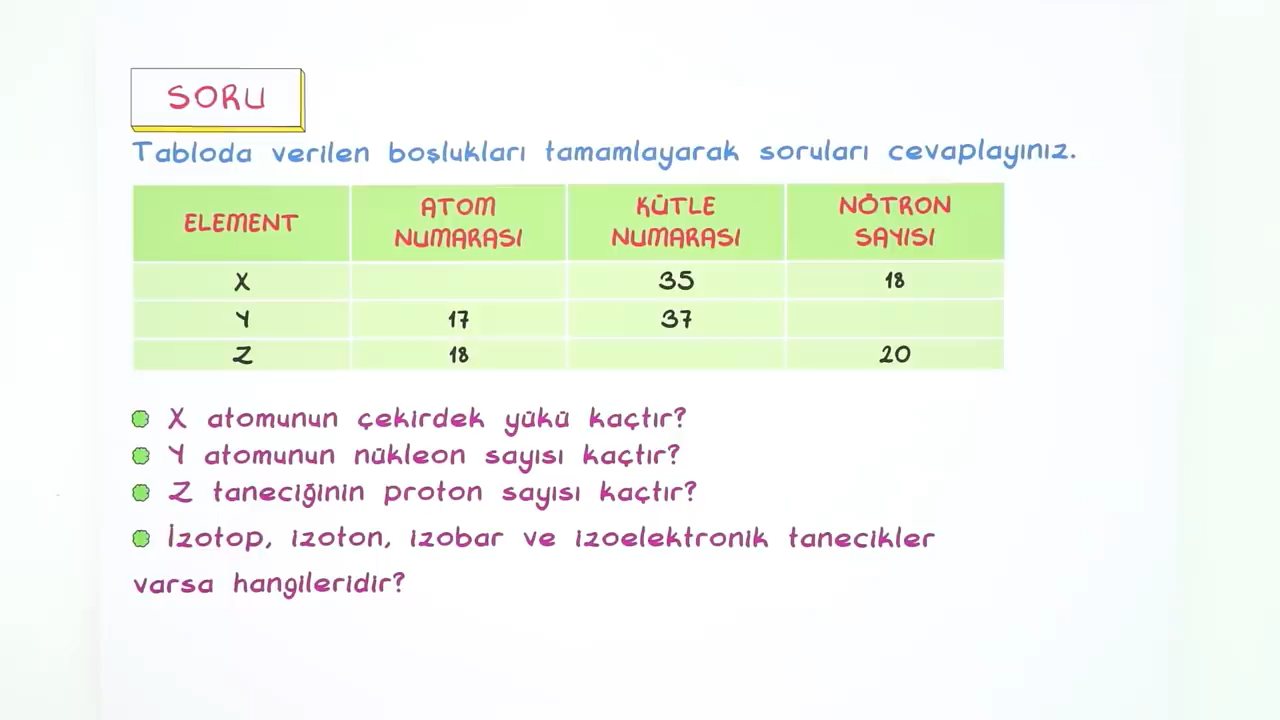 SORU
Tabloda verilen boşlukları tamamlayarak soruları cevaplayınız.
ELEMENT ATOM NUMARASI KÜTLE NUMARASI NÖTRON SAYISI
X 35 18
Y 17 37
Z 18 20
X atomunun çekirdek yükü kaçtır?
Y atomunun nükleon sayısı kaçtır?
Z taneciğinin proton sayısı kaçtır?
İzotop, izoton, izobar ve izoelektronik tanecikler
varsa hangileridir?